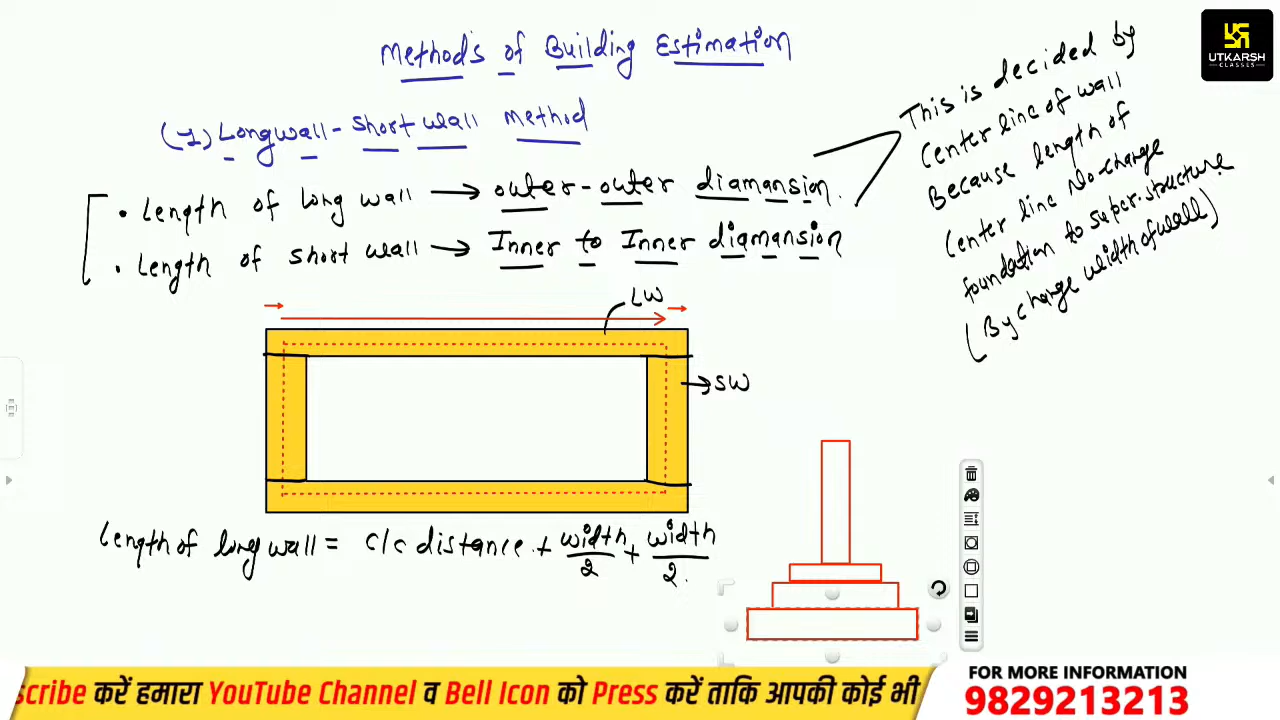 Methods of Building Estimation
UTKARSH
CLASSES
(1) Longwall-short wall Method
• Length of long wall → outer-outer diamansion.
• Length of short wall → Inner to Inner diamansion
This is decided by
Center line of wall
Because length of
Center line No-change
foundation to super-structure
(By change width of wall)
LW
SW
Length of long wall = c/c distance + width/2 + width/2.
scribe करें हमारा YouTube Channel व Bell Icon को Press करें ताकि आपकी कोई भी
FOR MORE INFORMATION
9829213213